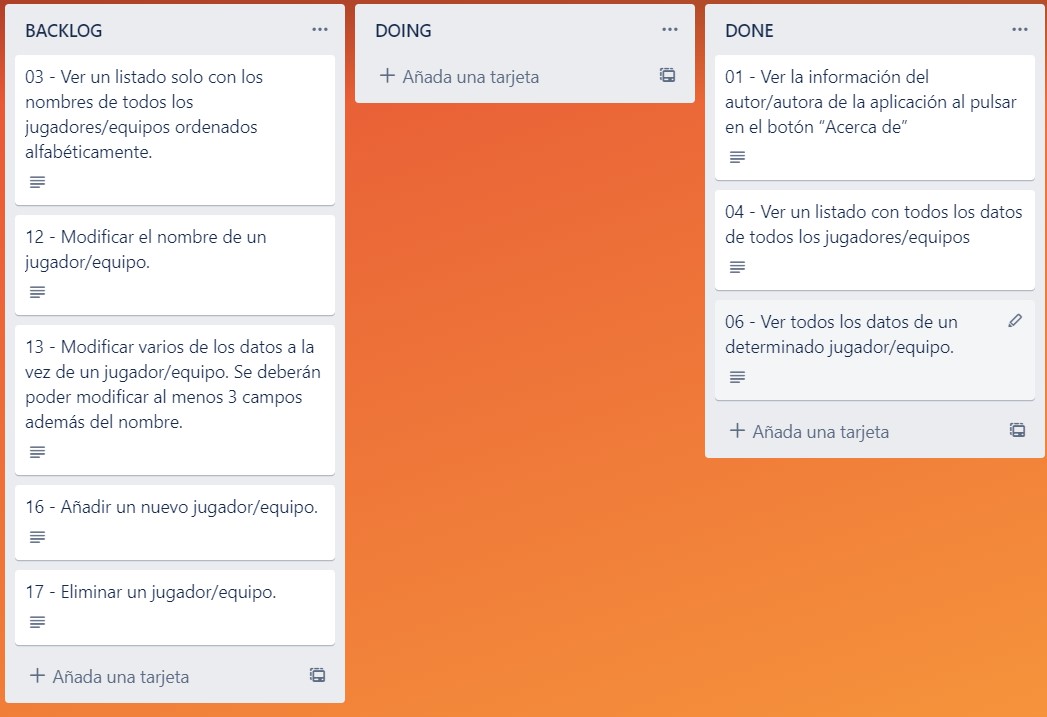 BACKLOG
03 - Ver un listado solo con los
nombres de todos los
jugadores/equipos ordenados
alfabéticamente.
12 - Modificar el nombre de un
jugador/equipo.
13 - Modificar varios de los datos a la
vez de un jugador/equipo. Se deberán
poder modificar al menos 3 campos
además del nombre.
16 - Añadir un nuevo jugador/equipo.
17 - Eliminar un jugador/equipo.
+ Añada una tarjeta
DOING
+ Añada una tarjeta
DONE
01 - Ver la información del
autor/autora de la aplicación al pulsar
en el botón “Acerca de”
04 - Ver un listado con todos los datos
de todos los jugadores/equipos
06 - Ver todos los datos de un
determinado jugador/equipo.
+ Añada una tarjeta